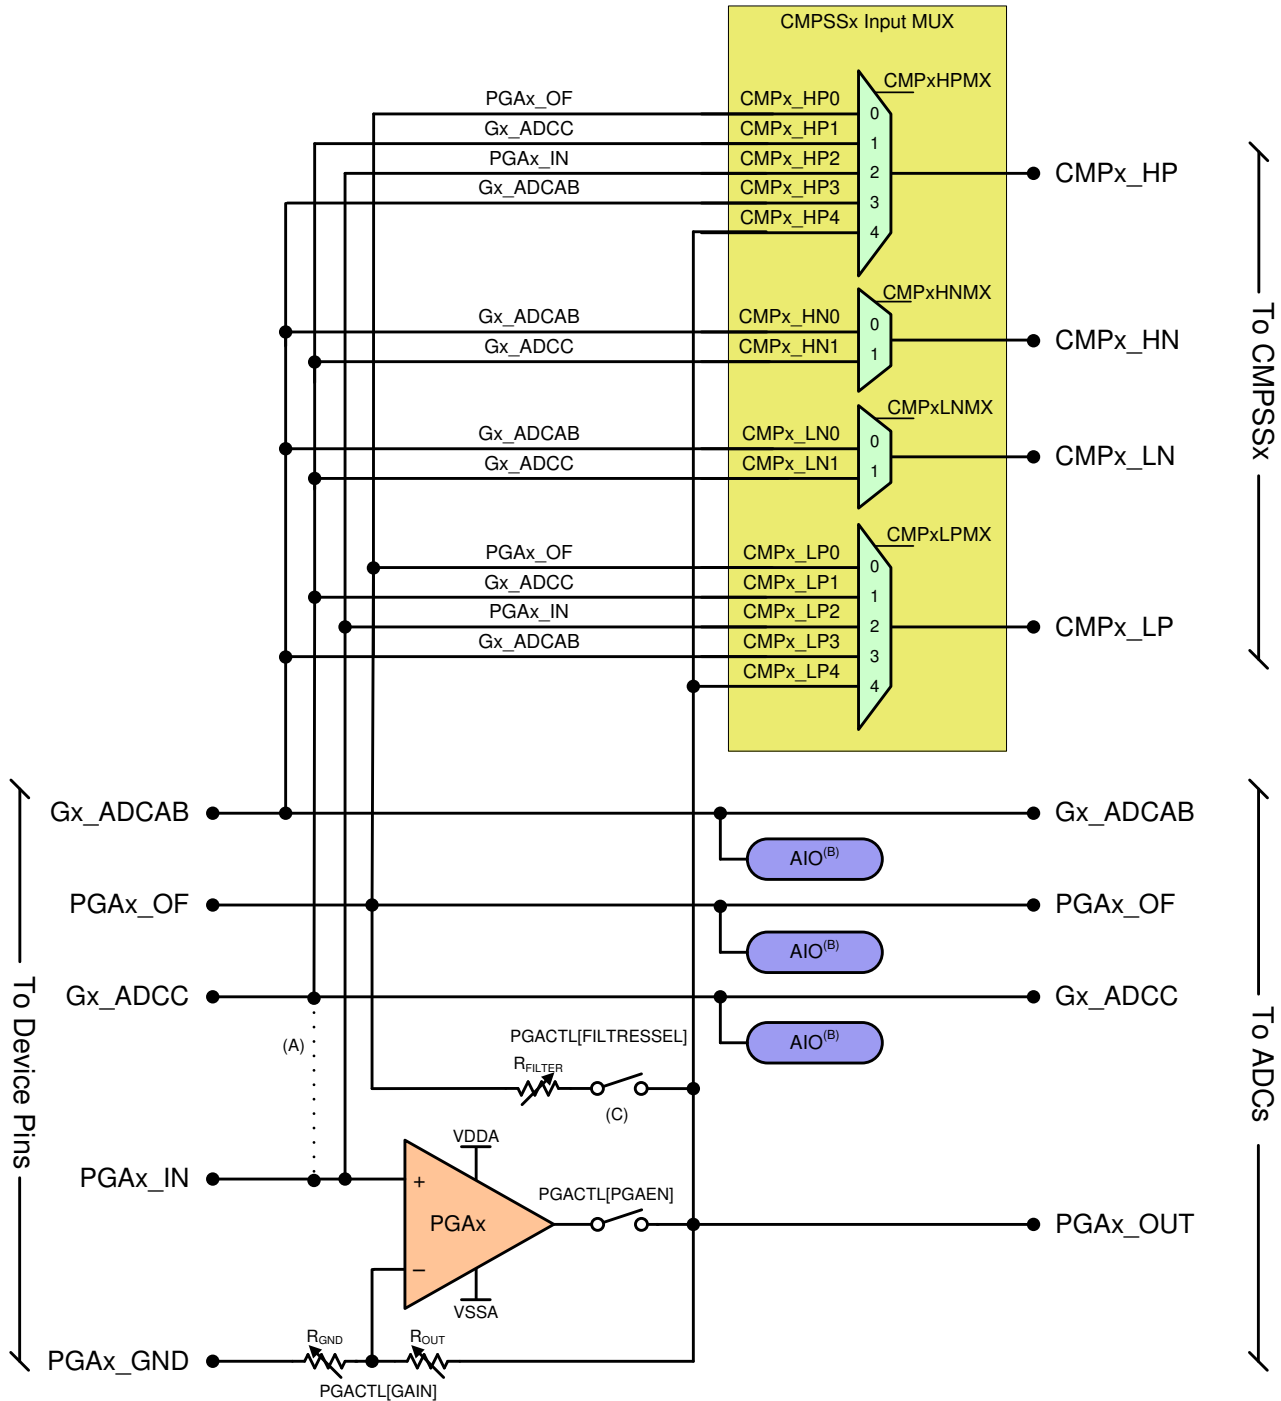 CMPSSx Input MUX
CMPxHPMX
PGAx_OF
CMPx_HP0
0
Gx_ADCC
CMPx_HP1
1
PGAx_IN
CMPx_HP2
2
CMPx_HP
Gx_ADCAB
CMPx_HP3
3
CMPx_HP4
4
CMPxHNMX
Gx_ADCAB
CMPx_HN0
0
Gx_ADCC
CMPx_HN1
1
CMPx_HN
To CMPSSx
CMPxLNMX
Gx_ADCAB
CMPx_LN0
0
Gx_ADCC
CMPx_LN1
1
CMPx_LN
CMPxLPMX
PGAx_OF
CMPx_LP0
0
Gx_ADCC
CMPx_LP1
1
PGAx_IN
CMPx_LP2
2
CMPx_LP
Gx_ADCAB
CMPx_LP3
3
CMPx_LP4
4
Gx_ADCAB
Gx_ADCAB
AIO(B)
PGAx_OF
PGAx_OF
AIO(B)
Gx_ADCC
Gx_ADCC
AIO(B)
To Device Pins
To ADCs
(A)
PGACTL[FILTRESSEL]
RFILTER
(C)
VDDA
PGAx_IN
+
PGACTL[PGAEN]
PGAx
PGAx_OUT
−
VSSA
RGND
ROUT
PGAx_GND
PGACTL[GAIN]